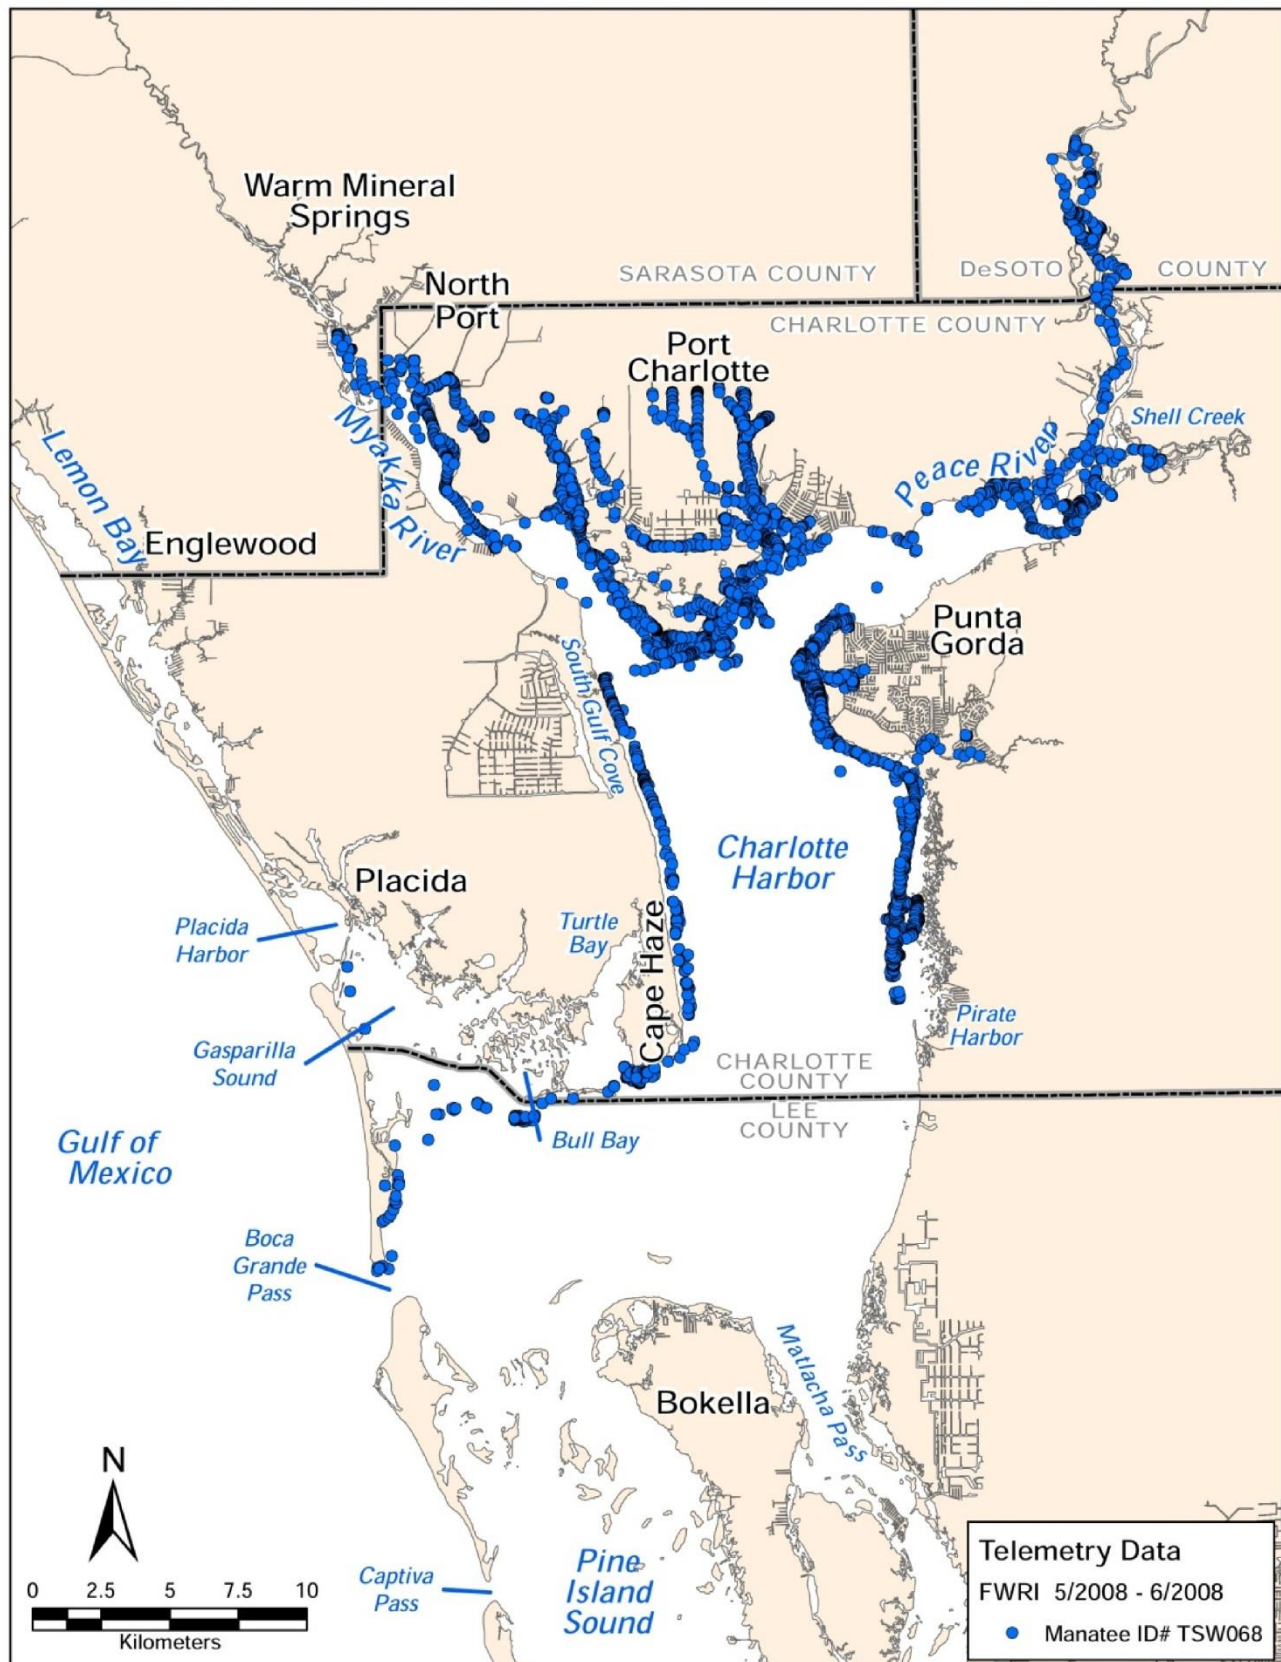 Warm Mineral
Springs
North
Port
SARASOTA COUNTY
DeSOTO
COUNTY
CHARLOTTE COUNTY
Port
Charlotte
Shell Creek
Peace River
Myakka River
Lemon Bay
Englewood
Punta
Gorda
South Gulf Cove
Charlotte
Harbor
Placida
Placida
Harbor
Turtle
Bay
Cape Haze
Pirate
Harbor
Gasparilla
Sound
CHARLOTTE
COUNTY
LEE
COUNTY
Bull Bay
Gulf of
Mexico
Boca
Grande
Pass
Matlacha Pass
Bokella
N
Captiva
Pass
Pine
Island
Sound
0 2.5 5 7.5 10
Kilometers
Telemetry Data
FWRI 5/2008 - 6/2008
Manatee ID# TSW068